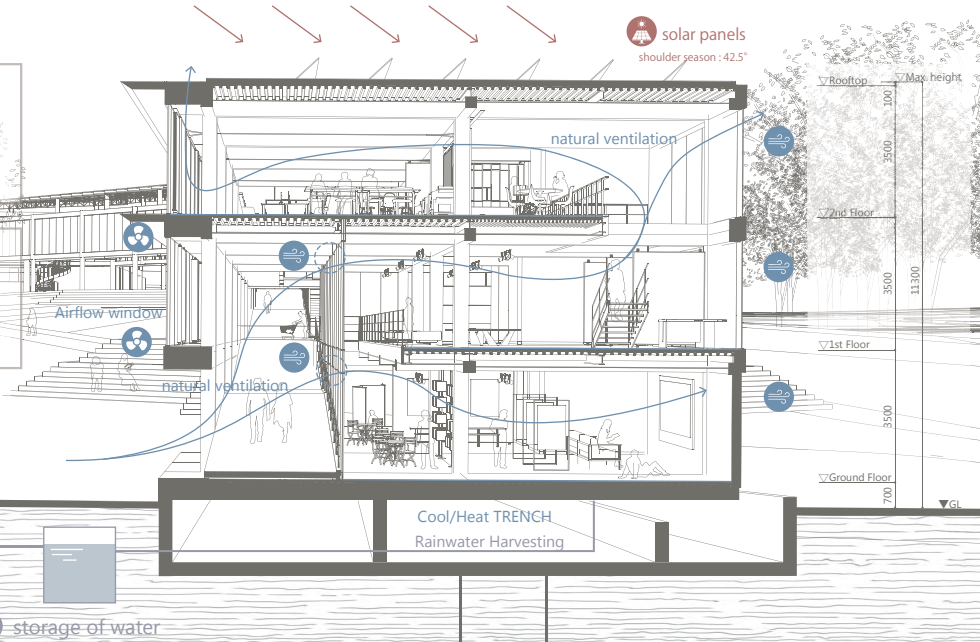 solar panels
shoulder season : 42.5°
▽Rooftop
▽Max. height
100
natural ventilation
3500
▽2nd Floor
3500
11300
Airflow window
▽1st Floor
natural ventilation
3500
▽Ground Floor
700
▼GL
Cool/Heat TRENCH
Rainwater Harvesting
storage of water